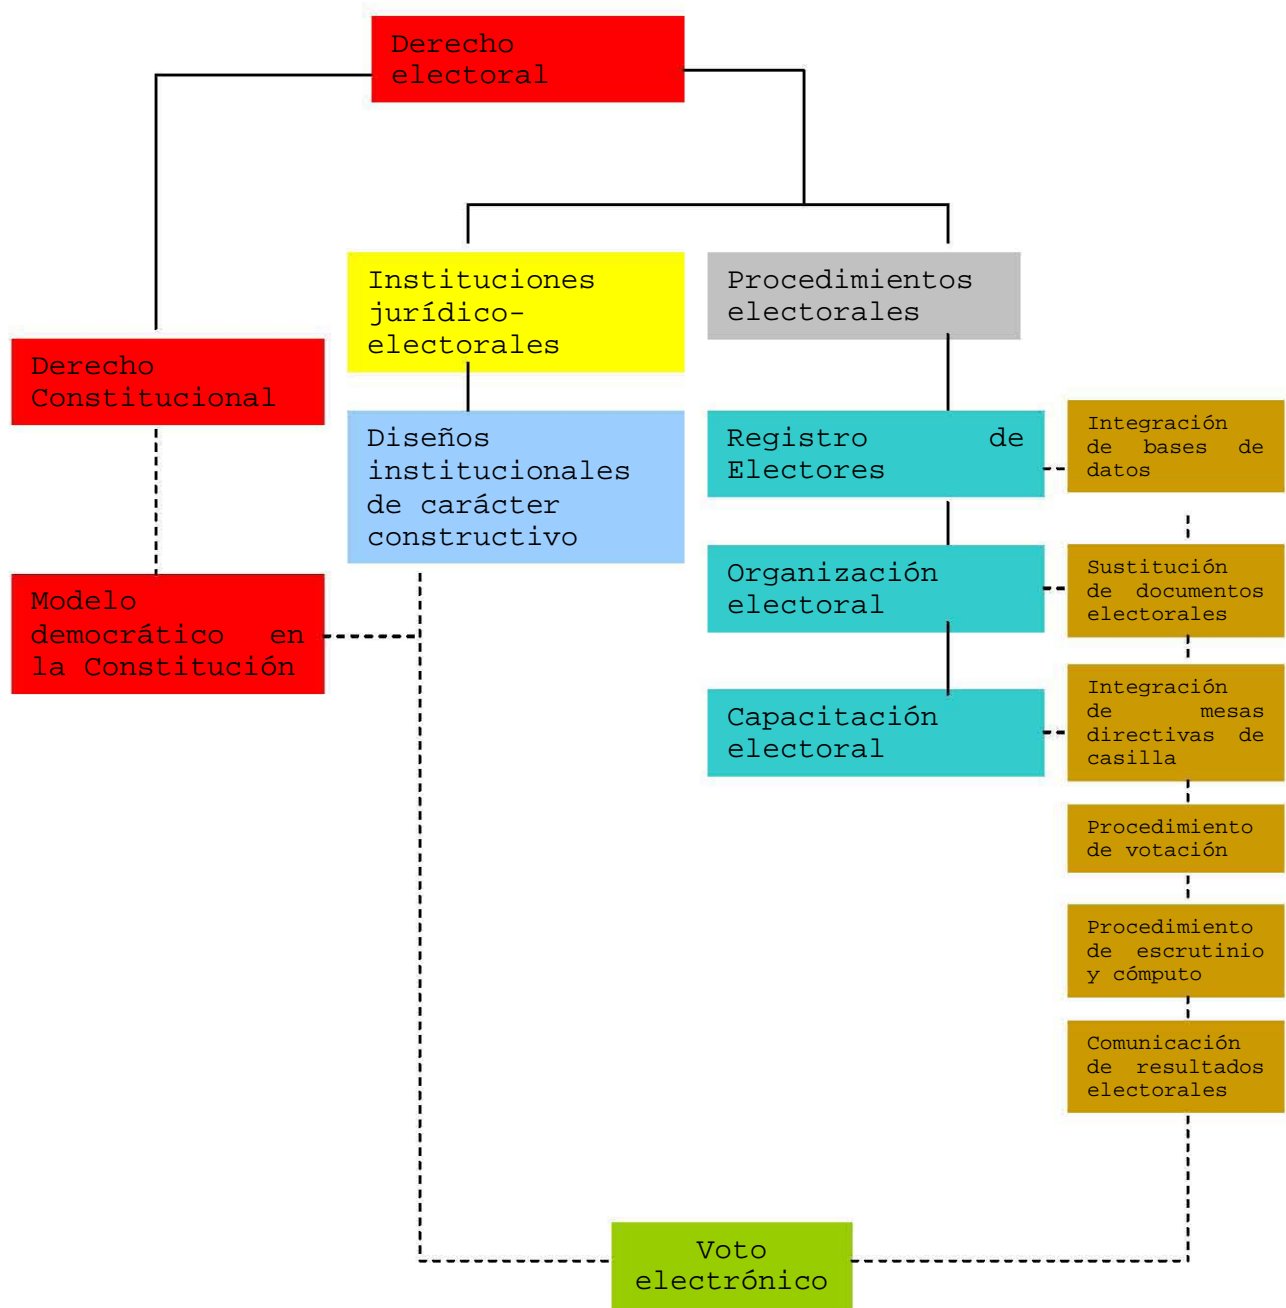 Derecho
electoral
Instituciones
jurídico-
electorales
Procedimientos
electorales
Derecho
Constitucional
Diseños
institucionales
de carácter
constructivo
Registro de
Electores
Integración
de bases de
datos
Modelo
democrático en
la Constitución
Organización
electoral
Sustitución
de documentos
electorales
Capacitación
electoral
Integración
de mesas
directivas de
casilla
Procedimiento
de votación
Procedimiento
de escrutinio
y cómputo
Comunicación
de resultados
electorales
Voto
electrónico